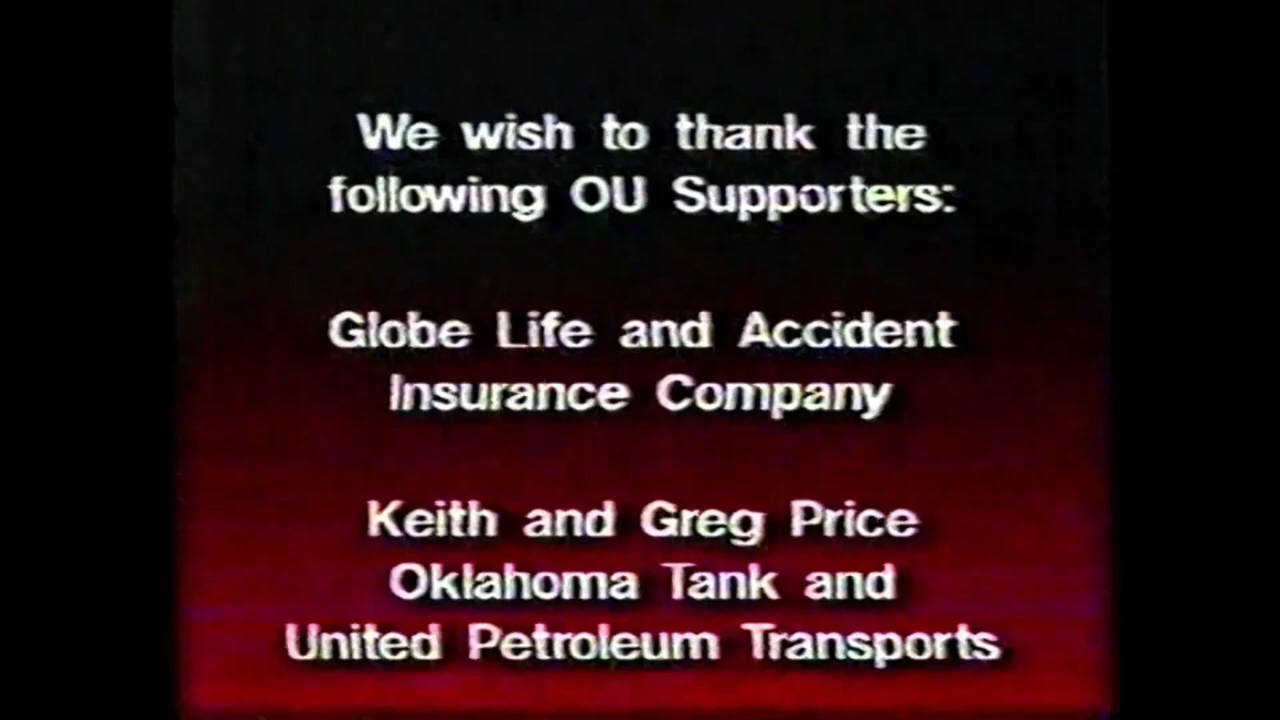 We wish to thank the
following OU Supporters:
Globe Life and Accident
Insurance Company
Keith and Greg Price
Oklahoma Tank and
United Petroleum Transports